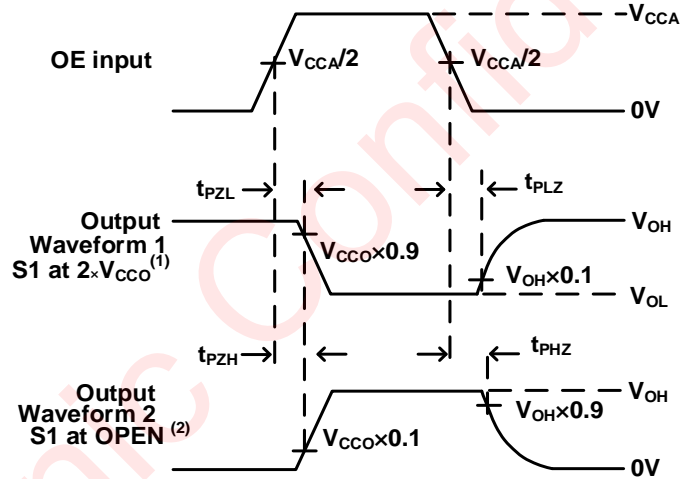 V_CCA
OE input
V_CCA/2
V_CCA/2
0V
t_PZL
t_PLZ
Output
Waveform 1
S1 at 2×V_CCO^(1)
V_OH
V_CCO×0.9
V_OH×0.1
V_OL
t_PZH
t_PHZ
Output
Waveform 2
S1 at OPEN ^(2)
V_OH
V_CCO×0.1
V_OH×0.9
0V
nic Confid